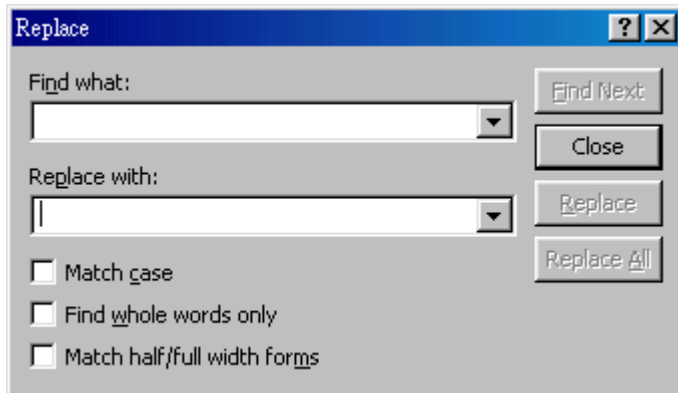 Replace
Find what:
Find Next
Close
Replace with:
Replace
Replace All
Match case
Find whole words only
Match half/full width forms